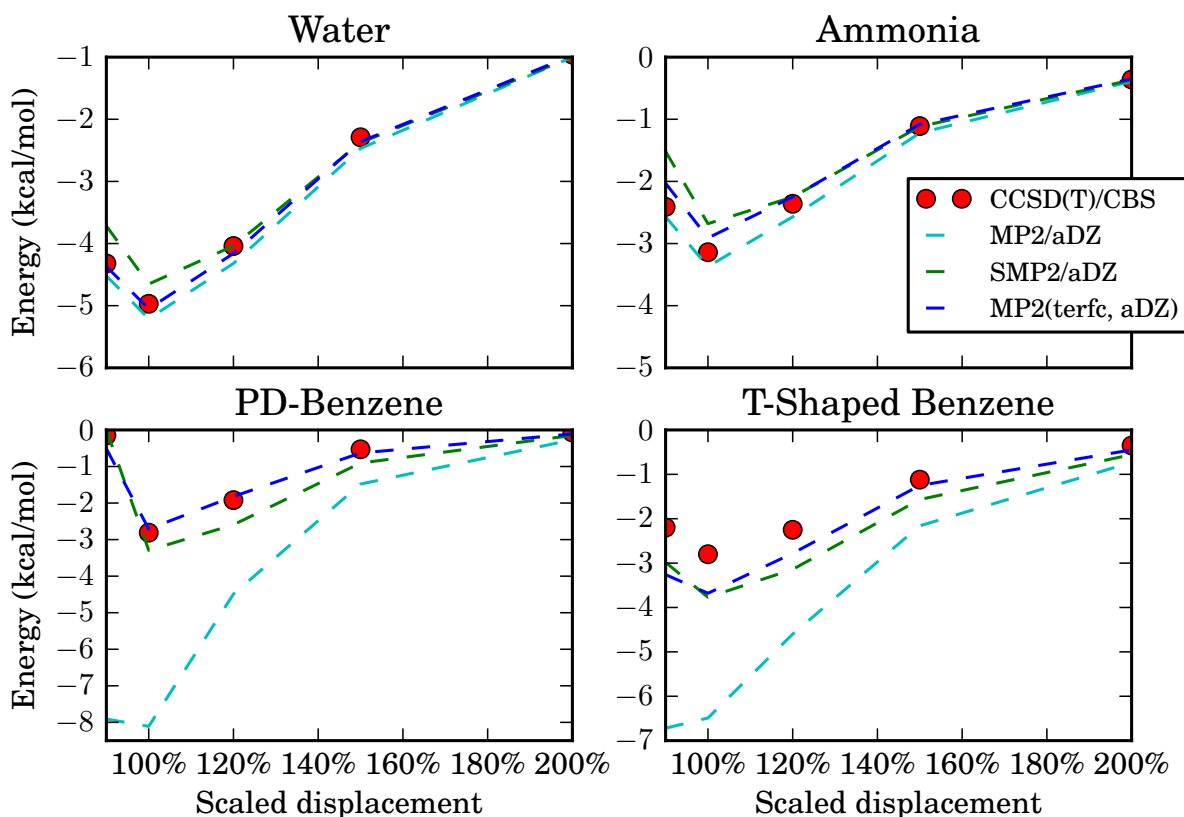 Water
Ammonia
−1
−2
−3
−4
−5
−6
Energy (kcal/mol)
0
−1
−2
−3
−4
−5
CCSD(T)/CBS
MP2/aDZ
SMP2/aDZ
MP2(terfc, aDZ)
PD-Benzene
T-Shaped Benzene
0
−1
−2
−3
−4
−5
−6
−7
−8
Energy (kcal/mol)
100% 120% 140% 160% 180% 200%
Scaled displacement
0
−1
−2
−3
−4
−5
−6
−7
100% 120% 140% 160% 180% 200%
Scaled displacement